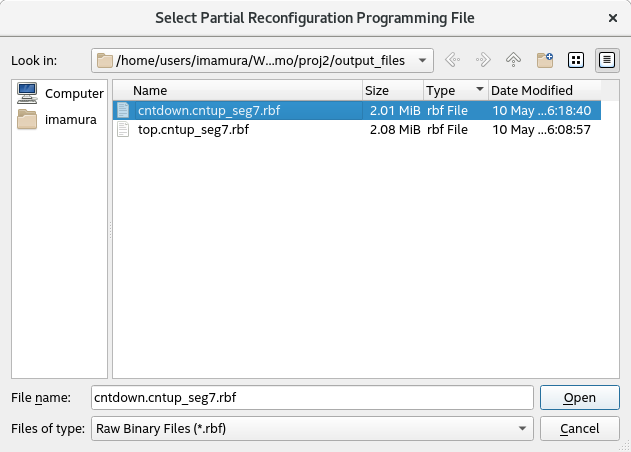 Select Partial Reconfiguration Programming File
Look in: /home/users/imamura/W...mo/proj2/output_files
Computer
imamura
Name Size Type Date Modified
cntdown.cntup_seg7.rbf 2.01 MiB rbf File 10 May ...6:18:40
top.cntup_seg7.rbf 2.08 MiB rbf File 10 May ...6:08:57
File name: cntdown.cntup_seg7.rbf Open
Files of type: Raw Binary Files (*.rbf) Cancel